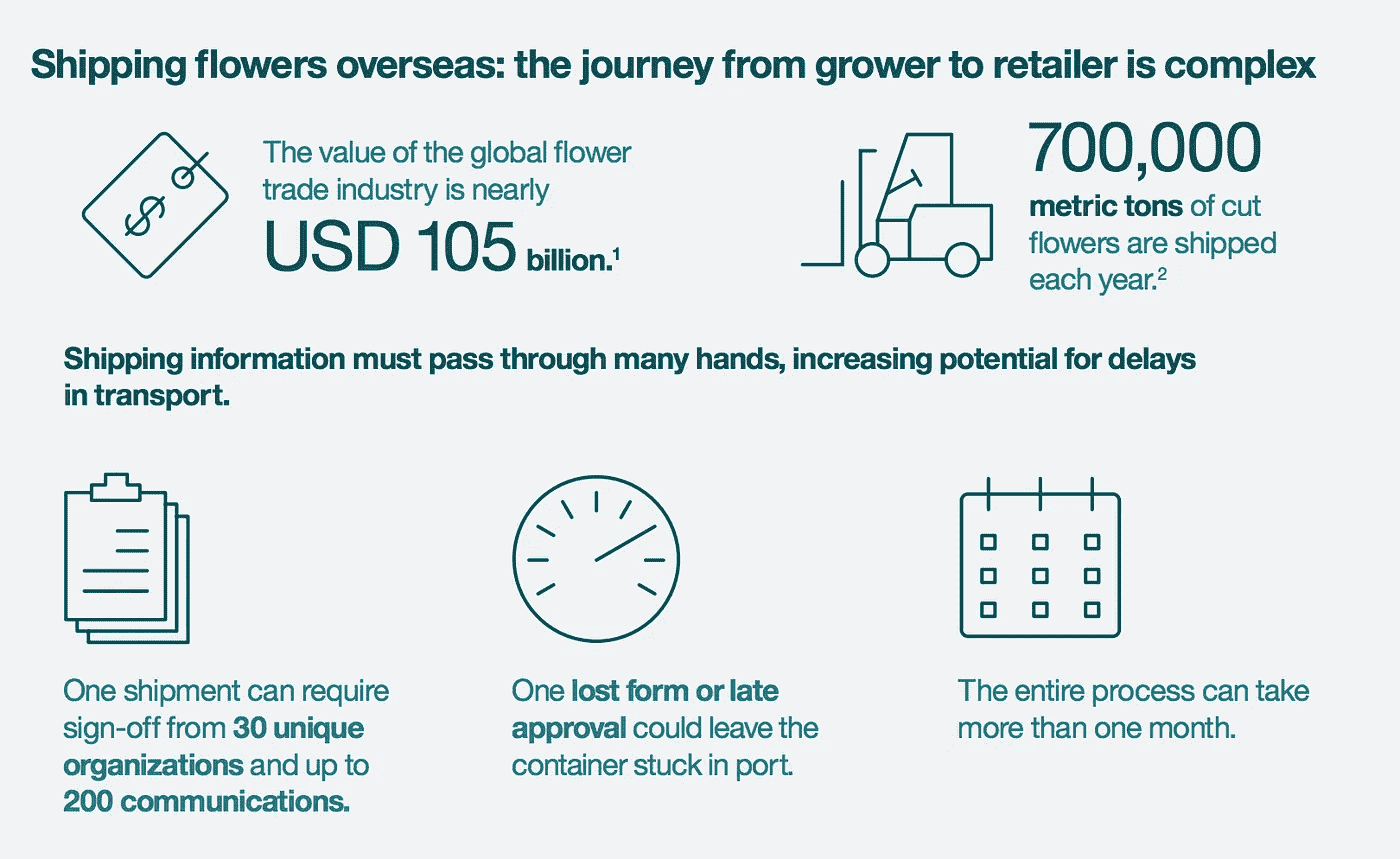 Shipping flowers overseas: the journey from grower to retailer is complex
$
The value of the global flower
trade industry is nearly
USD 105 billion.¹
700,000
metric tons of cut
flowers are shipped
each year.²
Shipping information must pass through many hands, increasing potential for delays
in transport.
One shipment can require
sign-off from 30 unique
organizations and up to
200 communications.
One lost form or late
approval could leave the
container stuck in port.
The entire process can take
more than one month.